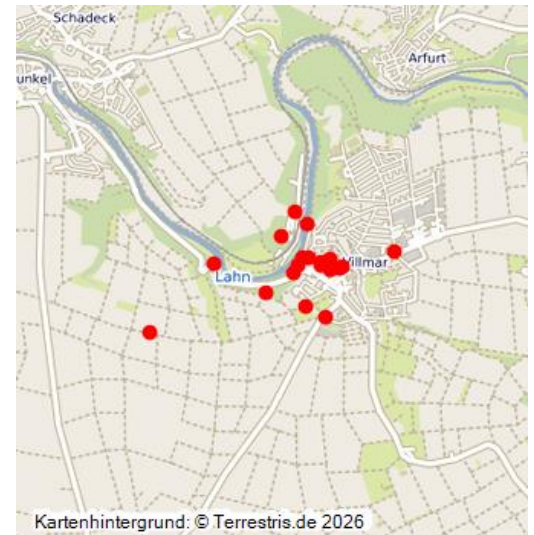 Schadeck
Arfurt
unkel
Villmar
Lahn
Kartenhintergrund: © Terrestris.de 2026